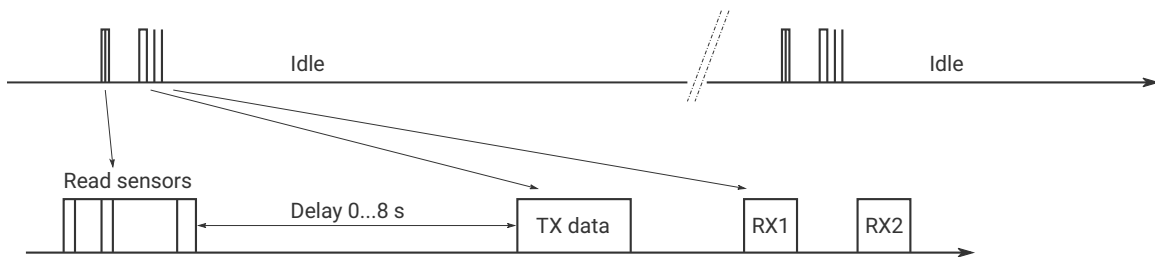 Idle
Idle
Read sensors
Delay 0...8 s
TX data
RX1
RX2